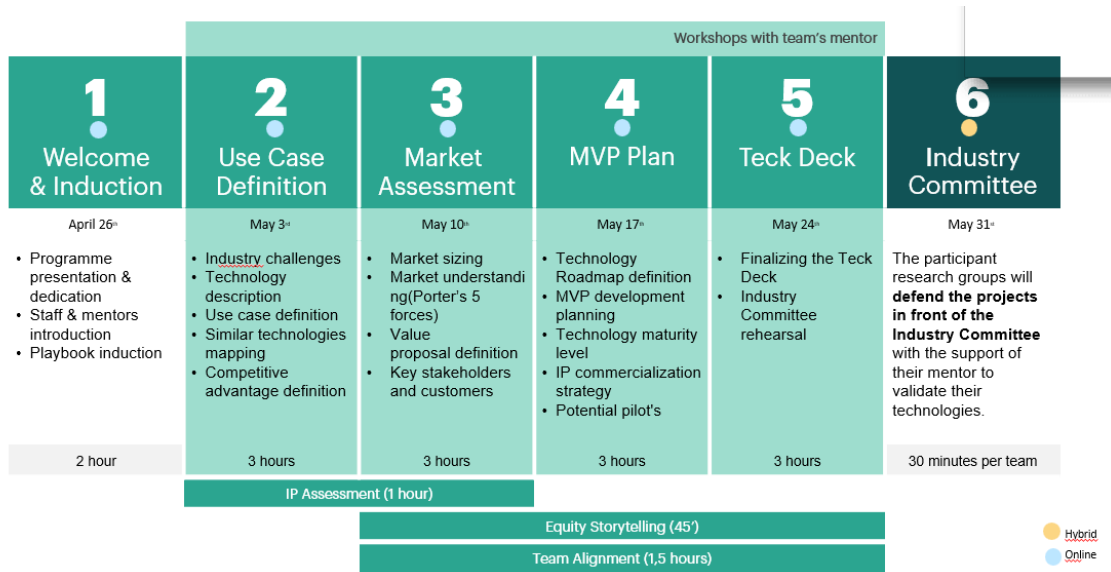 Workshops with team's mentor
1
Welcome
& Induction
April 26th
• Programme
presentation &
dedication
• Staff & mentors
introduction
• Playbook induction
2 hour
2
Use Case
Definition
May 3rd
• Industry challenges
• Technology
description
• Use case definition
• Similar technologies
mapping
• Competitive
advantage definition
3 hours
3
Market
Assessment
May 10th
• Market sizing
• Market understandi
ng(Porter's 5
forces)
• Value
proposal definition
• Key stakeholders
and customers
3 hours
4
MVP Plan
May 17th
• Technology
Roadmap definition
• MVP development
planning
• Technology maturity
level
• IP commercialization
strategy
• Potential pilot's
3 hours
5
Teck Deck
May 24th
• Finalizing the Teck
Deck
• Industry
Committee
rehearsal
3 hours
6
Industry
Committee
May 31st
The participant
research groups will
defend the projects
in front of the
Industry Committee
with the support of
their mentor to
validate their
technologies.
30 minutes per team
IP Assessment (1 hour)
Equity Storytelling (45')
Team Alignment (1,5 hours)
Hybrid
Online